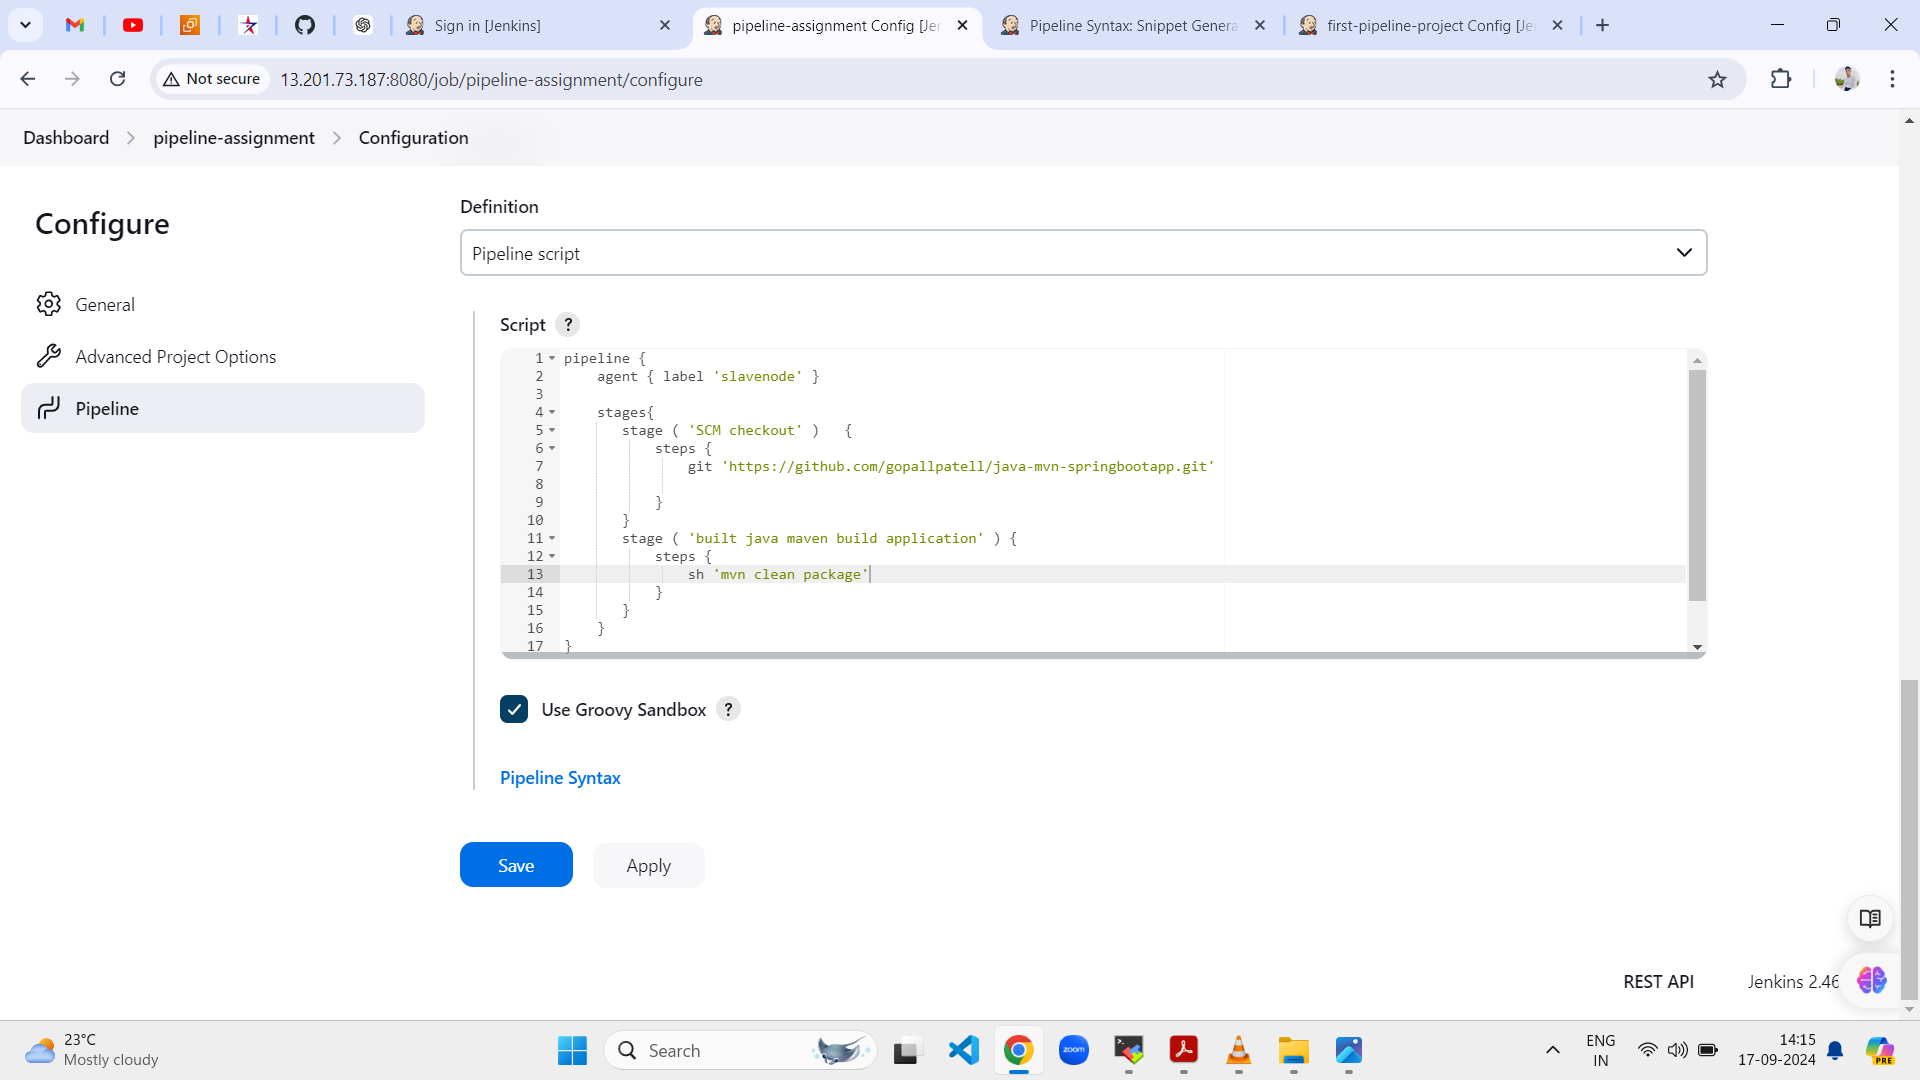 Sign in [Jenkins]
pipeline-assignment Config [Je
Pipeline Syntax: Snippet Genera
first-pipeline-project Config [Je
Not secure
13.201.73.187:8080/job/pipeline-assignment/configure
Dashboard
pipeline-assignment
Configuration
Configure
General
Advanced Project Options
Pipeline
Definition
Pipeline script
Script ?
1 pipeline {
2 agent { label 'slavenode' }
3
4 stages{
5 stage ( 'SCM checkout' ) {
6 steps {
7 git 'https://github.com/gopallpatell/java-mvn-springbootapp.git'
8
9 }
10 }
11 stage ( 'built java maven build application' ) {
12 steps {
13 sh 'mvn clean package'
14 }
15 }
16 }
17 }
Use Groovy Sandbox ?
Pipeline Syntax
Save
Apply
REST API
Jenkins 2.46
23°C
Mostly cloudy
Search
zoom
ENG
IN
14:15
17-09-2024
PRE